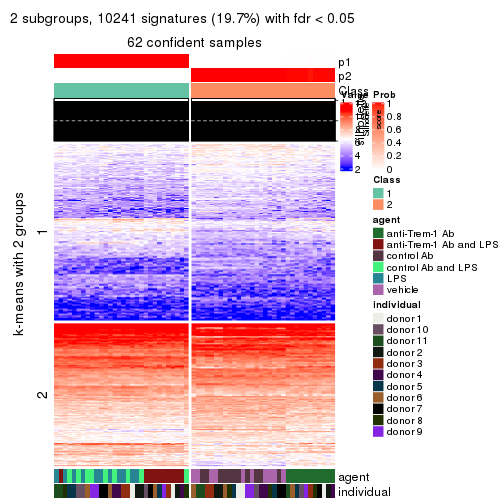 2 subgroups, 10241 signatures (19.7%) with fdr < 0.05
62 confident samples
p1
p2
Class
k-means with 2 groups
1
2
agent
individual
Value
10
8
6
4
2
Prob
1
0.8
0.6
0.4
0.2
0
Class
1
2
agent
anti-Trem-1 Ab
anti-Trem-1 Ab and LPS
control Ab
control Ab and LPS
LPS
vehicle
individual
donor 1
donor 10
donor 11
donor 2
donor 3
donor 4
donor 5
donor 6
donor 7
donor 8
donor 9